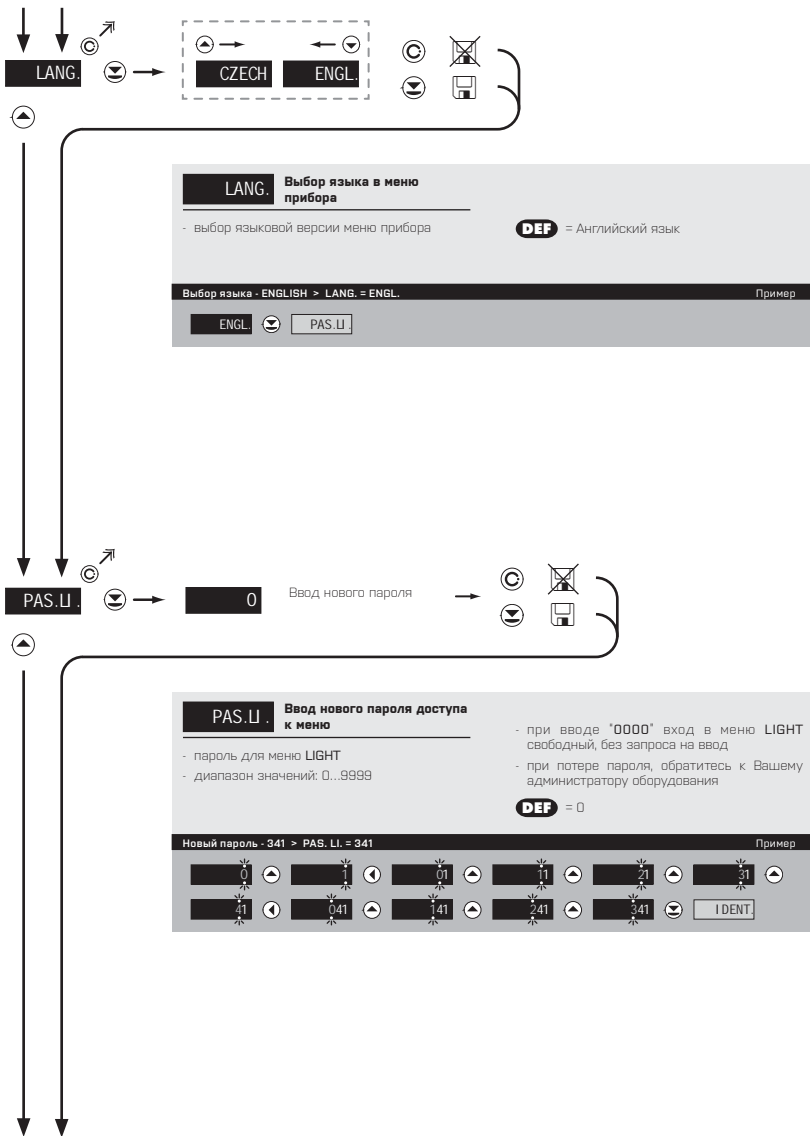 LANG.
CZECH
ENGL.
LANG.
Выбор языка в меню
прибора
- выбор языковой версии меню прибора
DEF = Английский язык
Выбор языка - ENGLISH > LANG. = ENGL.
Пример
ENGL.
PAS.LI.
PAS.LI.
0
Ввод нового пароля
PAS.LI.
Ввод нового пароля доступа
к меню
- пароль для меню LIGHT
- диапазон значений: 0...9999
- при вводе "0000" вход в меню LIGHT
свободный, без запроса на ввод
- при потере пароля, обратитесь к Вашему
администратору оборудования
DEF = 0
Новый пароль - 341 > PAS. LI. = 341
Пример
0 1 01 11 21 31
41 041 141 241 341 IDENT.